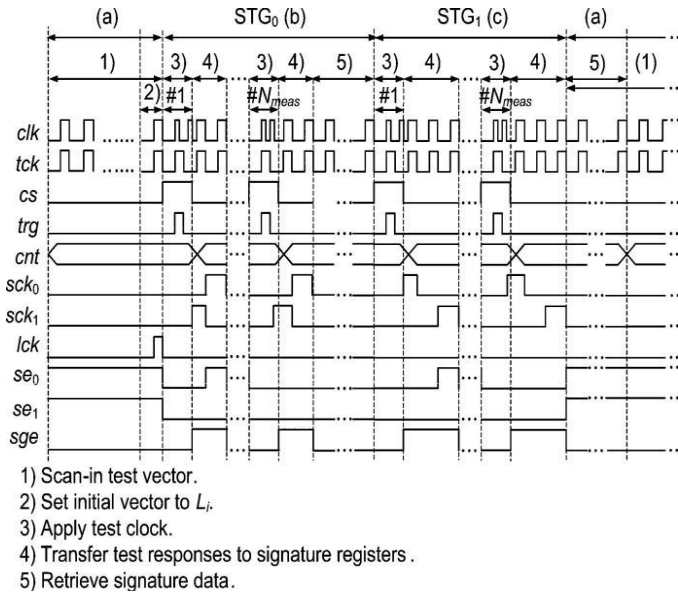 (a) STG₀ (b) STG₁ (c) (a)
1) 3) 4) 3) 4) 5) 3) 4) 3) 4) 5) (1)
2) #1 #Nmeas #1 #Nmeas
clk
tck
cs
trg
cnt
sck₀
sck₁
lck
se₀
se₁
sge
1) Scan-in test vector.
2) Set initial vector to Lᵢ.
3) Apply test clock.
4) Transfer test responses to signature registers .
5) Retrieve signature data .